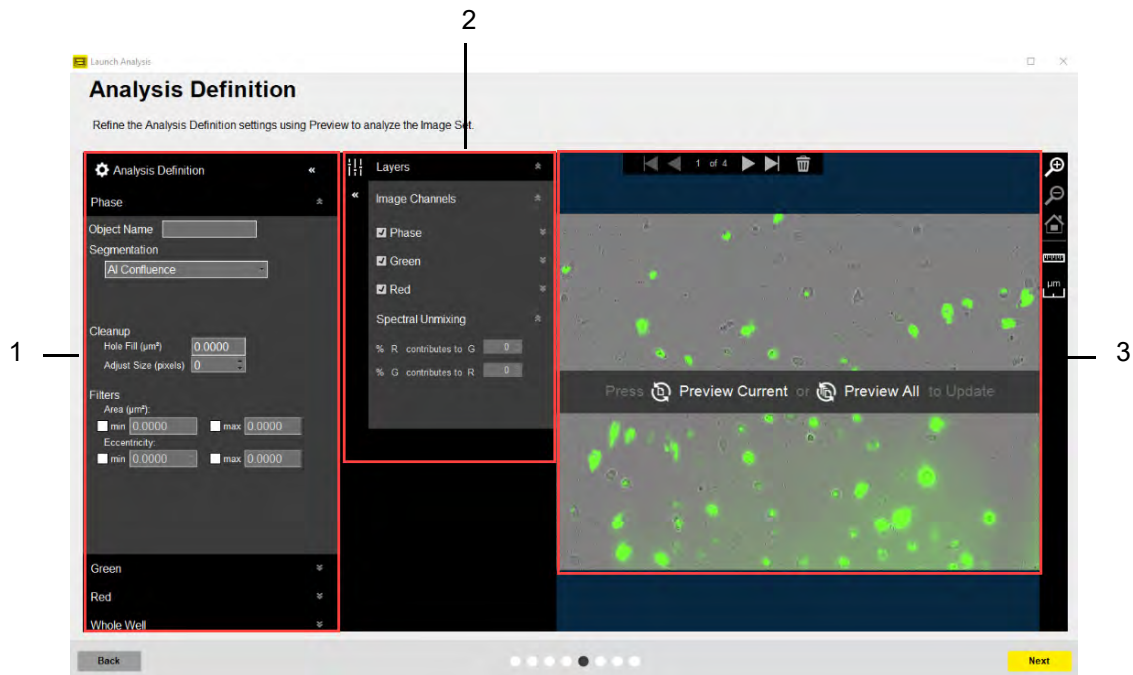 2
Launch Analysis
Analysis Definition
Refine the Analysis Definition settings using Preview to analyze the Image Set.
Analysis Definition «
Phase
Object Name
Segmentation
AI Confluence
Cleanup
Hole Fill (µm²) 0.0000
Adjust Size (pixels) 0
Filters
Area (µm²):
min 0.0000 max 0.0000
Eccentricity:
min 0.0000 max 0.0000
Green
Red
Whole Well
1
Layers
«
Image Channels
Phase
Green
Red
Spectral Unmixing
% R contributes to G 0
% G contributes to R 0
1 of 4
Press Preview Current or Preview All to Update
µm
3
Back
Next